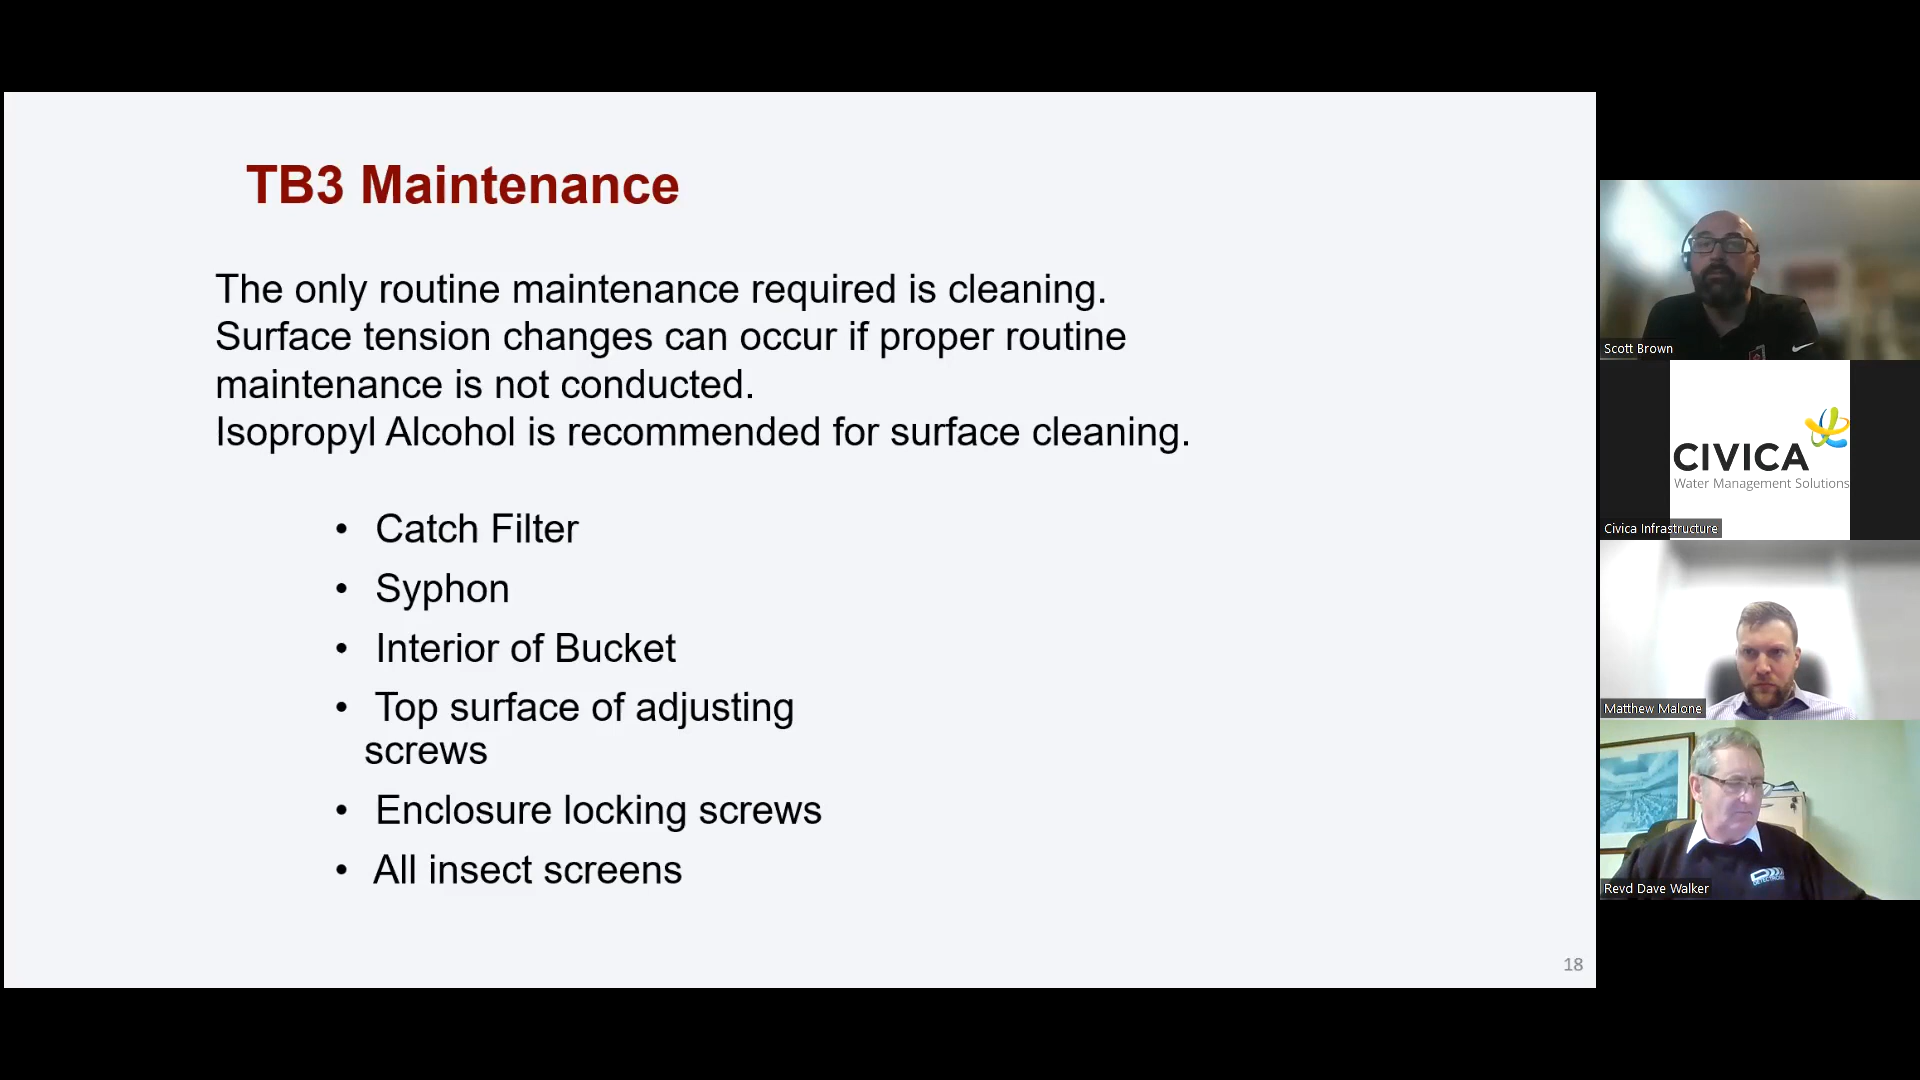 TB3 Maintenance
The only routine maintenance required is cleaning.
Surface tension changes can occur if proper routine
maintenance is not conducted.
Isopropyl Alcohol is recommended for surface cleaning.
• Catch Filter
• Syphon
• Interior of Bucket
• Top surface of adjusting
screws
• Enclosure locking screws
• All insect screens
18
Scott Brown
CIVICA
Water Management Solutions
Civica Infrastructure
Matthew Malone
Revd Dave Walker